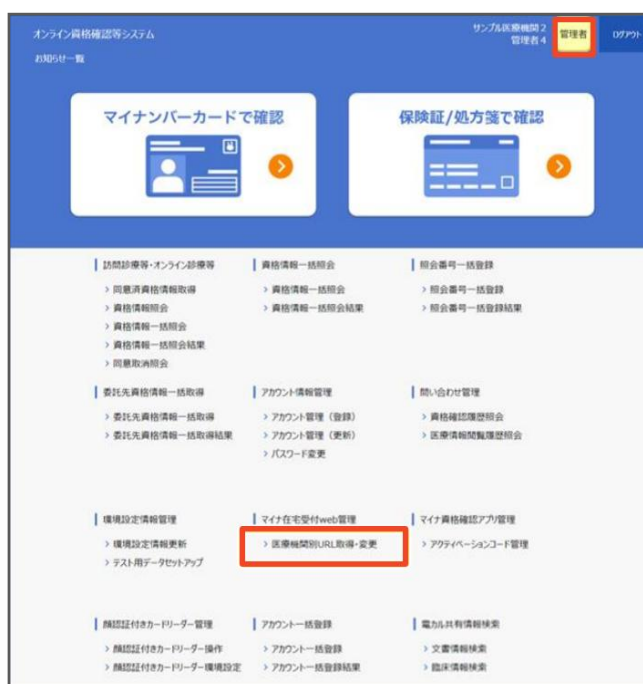 オンライン資格確認等システム
サンプル医療機関2
管理者4
管理者
ログアウト
お知らせ一覧
マイナンバーカードで確認
保険証/処方箋で確認
訪問診療等・オンライン診療等
資格情報一括照会
照会番号一括登録
> 同意済資格情報取得
> 資格情報一括照会
> 照会番号一括登録
> 資格情報照会
> 資格情報一括照会結果
> 照会番号一括登録結果
> 資格情報一括照会
> 資格情報一括照会結果
> 同意取消照会
委託先資格情報一括取得
アカウント情報管理
問い合わせ管理
> 委託先資格情報一括取得
> アカウント管理（登録）
> 資格確認履歴照会
> 委託先資格情報一括取得結果
> アカウント管理（更新）
> 医療情報閲覧履歴照会
> パスワード変更
環境設定情報管理
マイナ在宅受付web管理
マイナ資格確認アプリ管理
> 環境設定情報更新
> 医療機関別URL取得・変更
> アクティベーションコード管理
> テスト用データセットアップ
顔認証付きカードリーダー管理
アカウント一括登録
電カル共有情報検索
> 顔認証付きカードリーダー操作
> アカウント一括登録
> 文書情報検索
> 顔認証付きカードリーダー環境設定
> アカウント一括登録結果
> 臨床情報検索